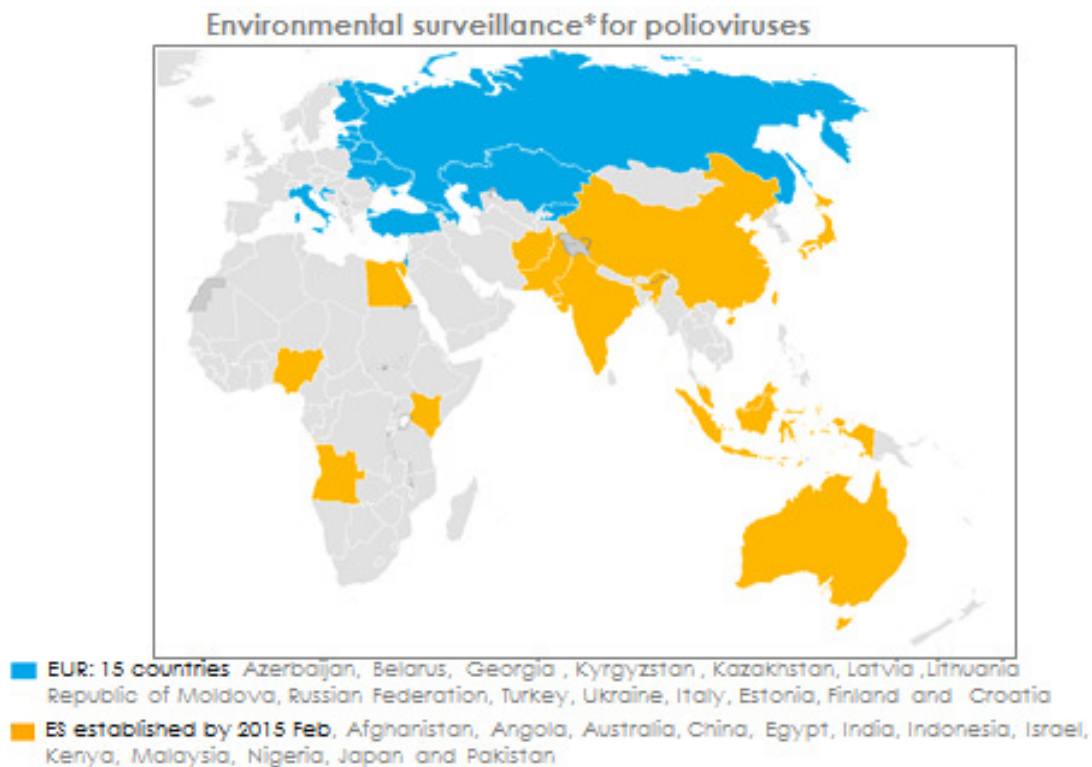 Environmental surveillance* for polioviruses
EUR: 15 countries Azerbaijan, Belarus, Georgia , Kyrgyzstan , Kazakhstan, Latvia ,Lithuania
Republic of Moldova, Russian Federation, Turkey, Ukraine, Italy, Estonia, Finland and Croatia
ES established by 2015 Feb, Afghanistan, Angola, Australia, China, Egypt, India, Indonesia, Israel,
Kenya, Malaysia, Nigeria, Japan and Pakistan